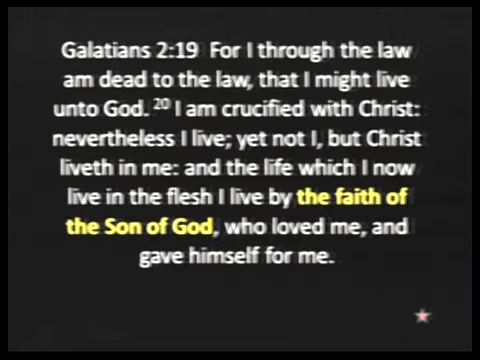 Galatians 2:19  For I through the law
am dead to the law, that I might live
unto God. 20 I am crucified with Christ:
nevertheless I live; yet not I, but Christ
liveth in me: and the life which I now
live in the flesh I live by the faith of
the Son of God, who loved me, and
gave himself for me.